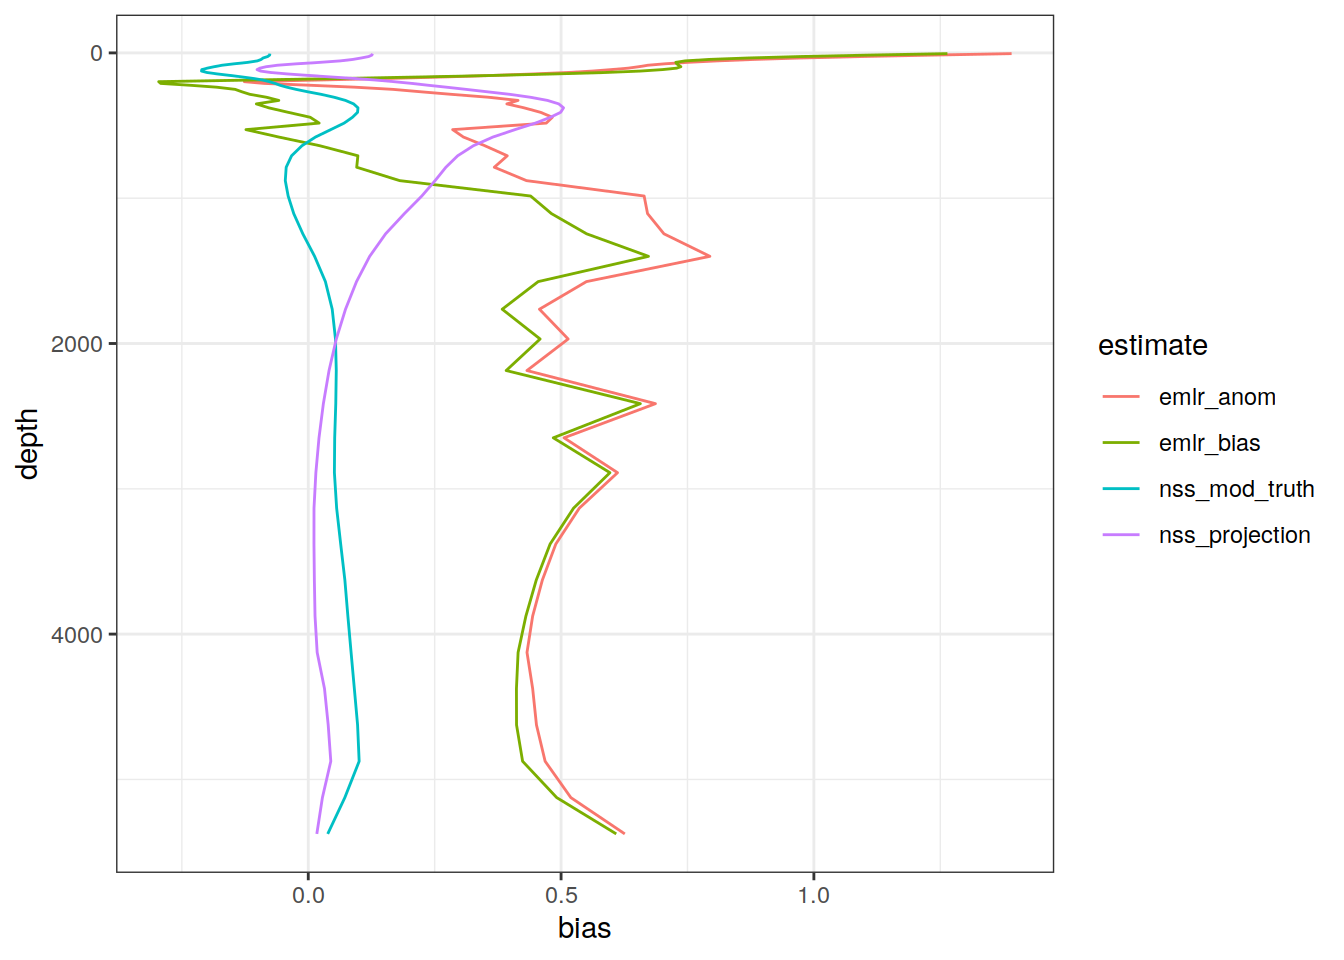 0
2000
4000
depth
0.0
0.5
1.0
bias
estimate
emlr_anom
emlr_bias
nss_mod_truth
nss_projection